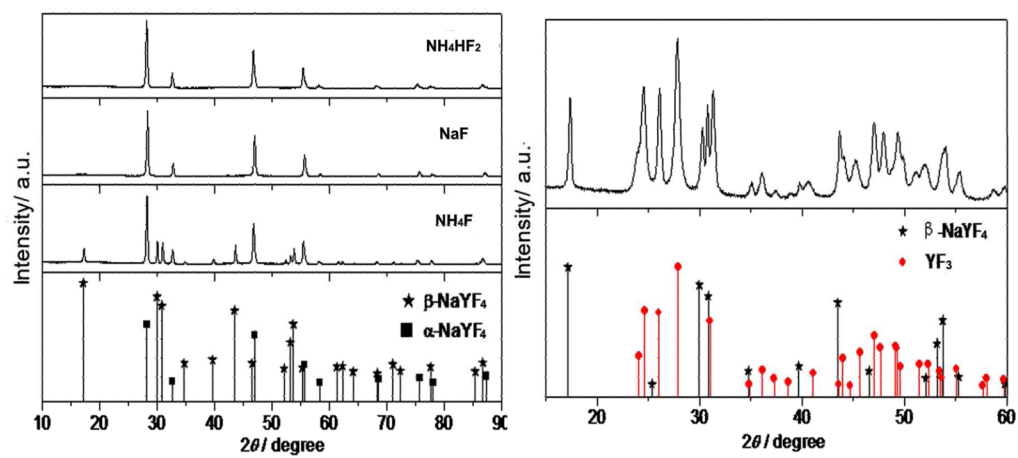 NH₄HF₂
NaF
NH₄F
Intensity/ a.u.
β-NaYF₄
α-NaYF₄
10 20 30 40 50 60 70 80 90
2θ / degree
Intensity/ a.u.
β-NaYF₄
YF₃
20 30 40 50 60
2θ / degree